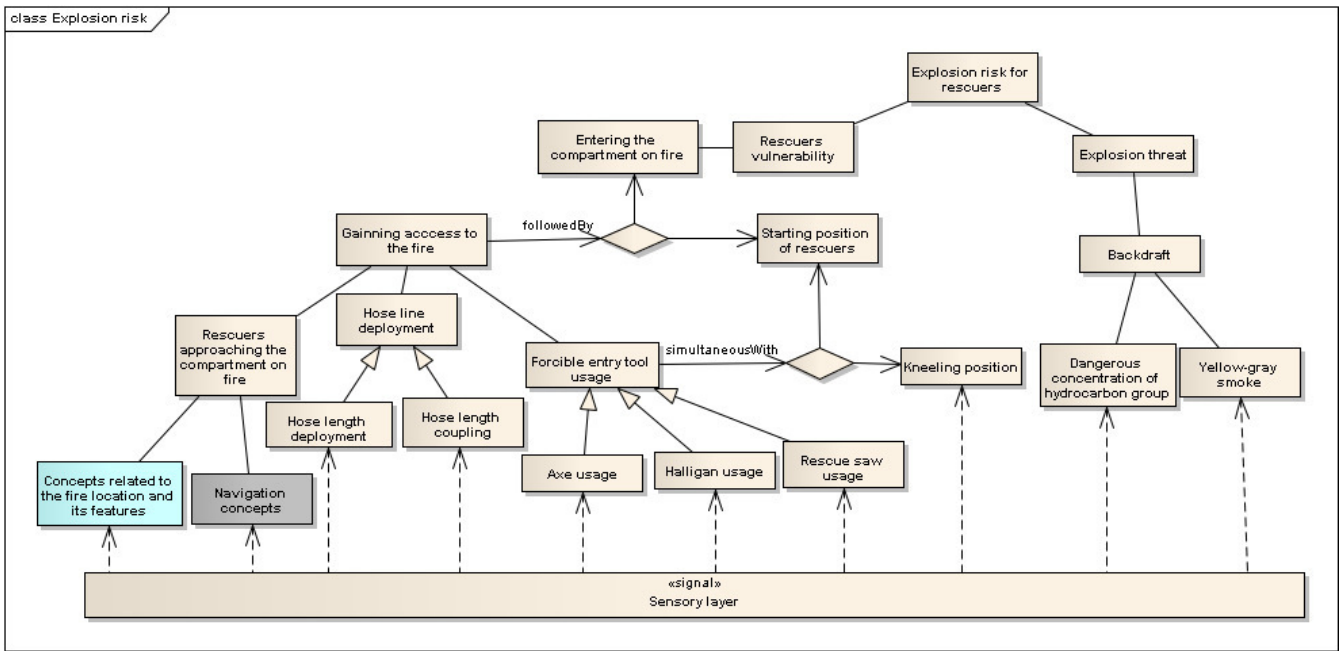 class Explosion risk
Explosion risk for
rescuers
Entering the
compartment on fire
Rescuers
vulnerability
Explosion threat
Gainning acccess to
the fire
followedBy
Starting position
of rescuers
Backdraft
Hose line
deployment
Rescuers
approaching the
compartment on
fire
Forcible entry tool
usage
simultaneousWith
Kneeling position
Dangerous
concentration of
hydrocarbon group
Yellow-gray
smoke
Hose length
deployment
Hose length
coupling
Axe usage
Halligan usage
Rescue saw
usage
Concepts related to
the fire location and
its features
Navigation
concepts
«signal»
Sensory layer